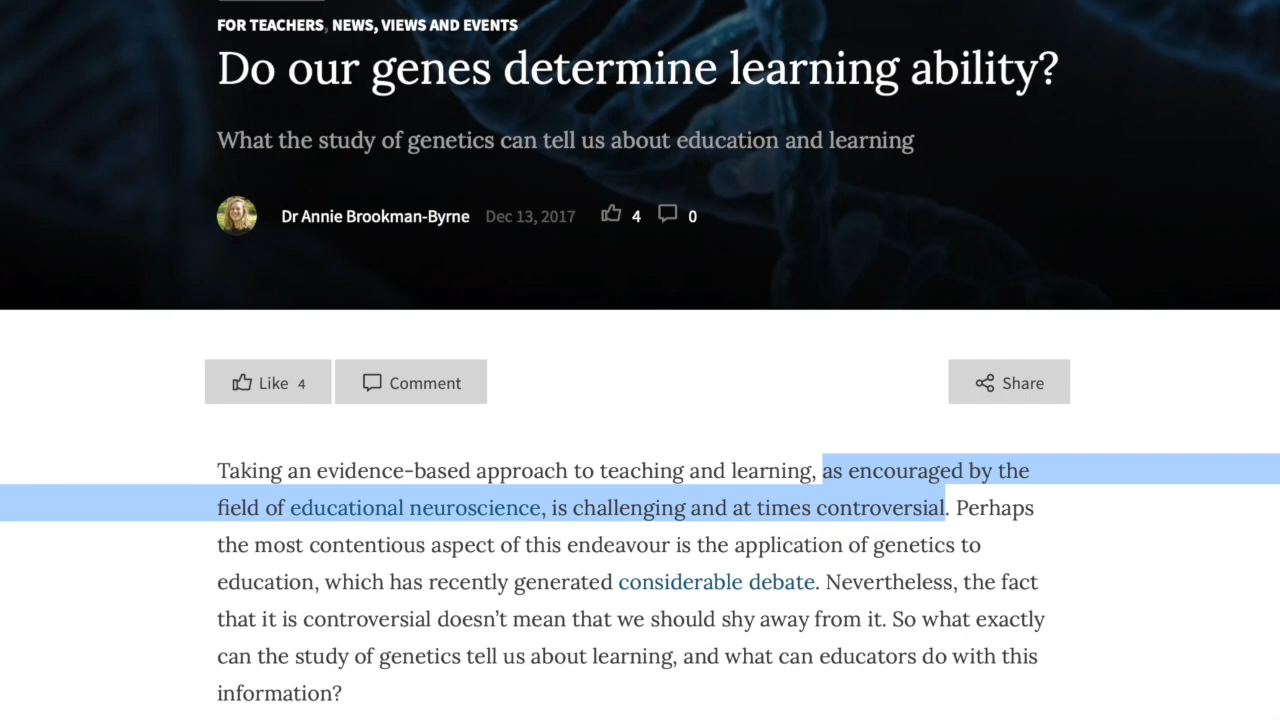 FOR TEACHERS, NEWS, VIEWS AND EVENTS
Do our genes determine learning ability?
What the study of genetics can tell us about education and learning
Dr Annie Brookman-Byrne Dec 13, 2017 4 0
Like 4 Comment Share
Taking an evidence-based approach to teaching and learning, as encouraged by the
field of educational neuroscience, is challenging and at times controversial. Perhaps
the most contentious aspect of this endeavour is the application of genetics to
education, which has recently generated considerable debate. Nevertheless, the fact
that it is controversial doesn’t mean that we should shy away from it. So what exactly
can the study of genetics tell us about learning, and what can educators do with this
information?